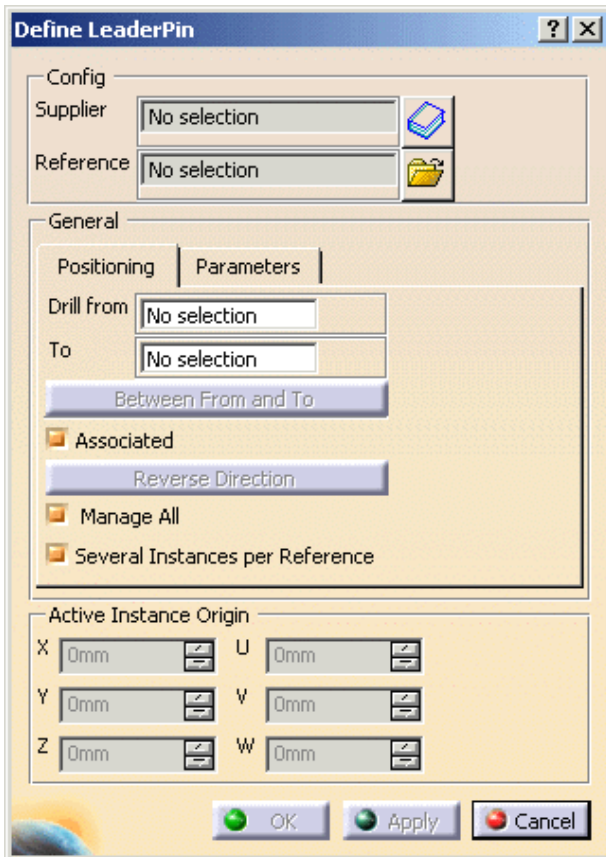 Define LeaderPin ? X
Config
Supplier No selection
Reference No selection
General
Positioning Parameters
Drill from No selection
To No selection
Between From and To
Associated
Reverse Direction
Manage All
Several Instances per Reference
Active Instance Origin
X 0mm U 0mm
Y 0mm V 0mm
Z 0mm W 0mm
OK Apply Cancel